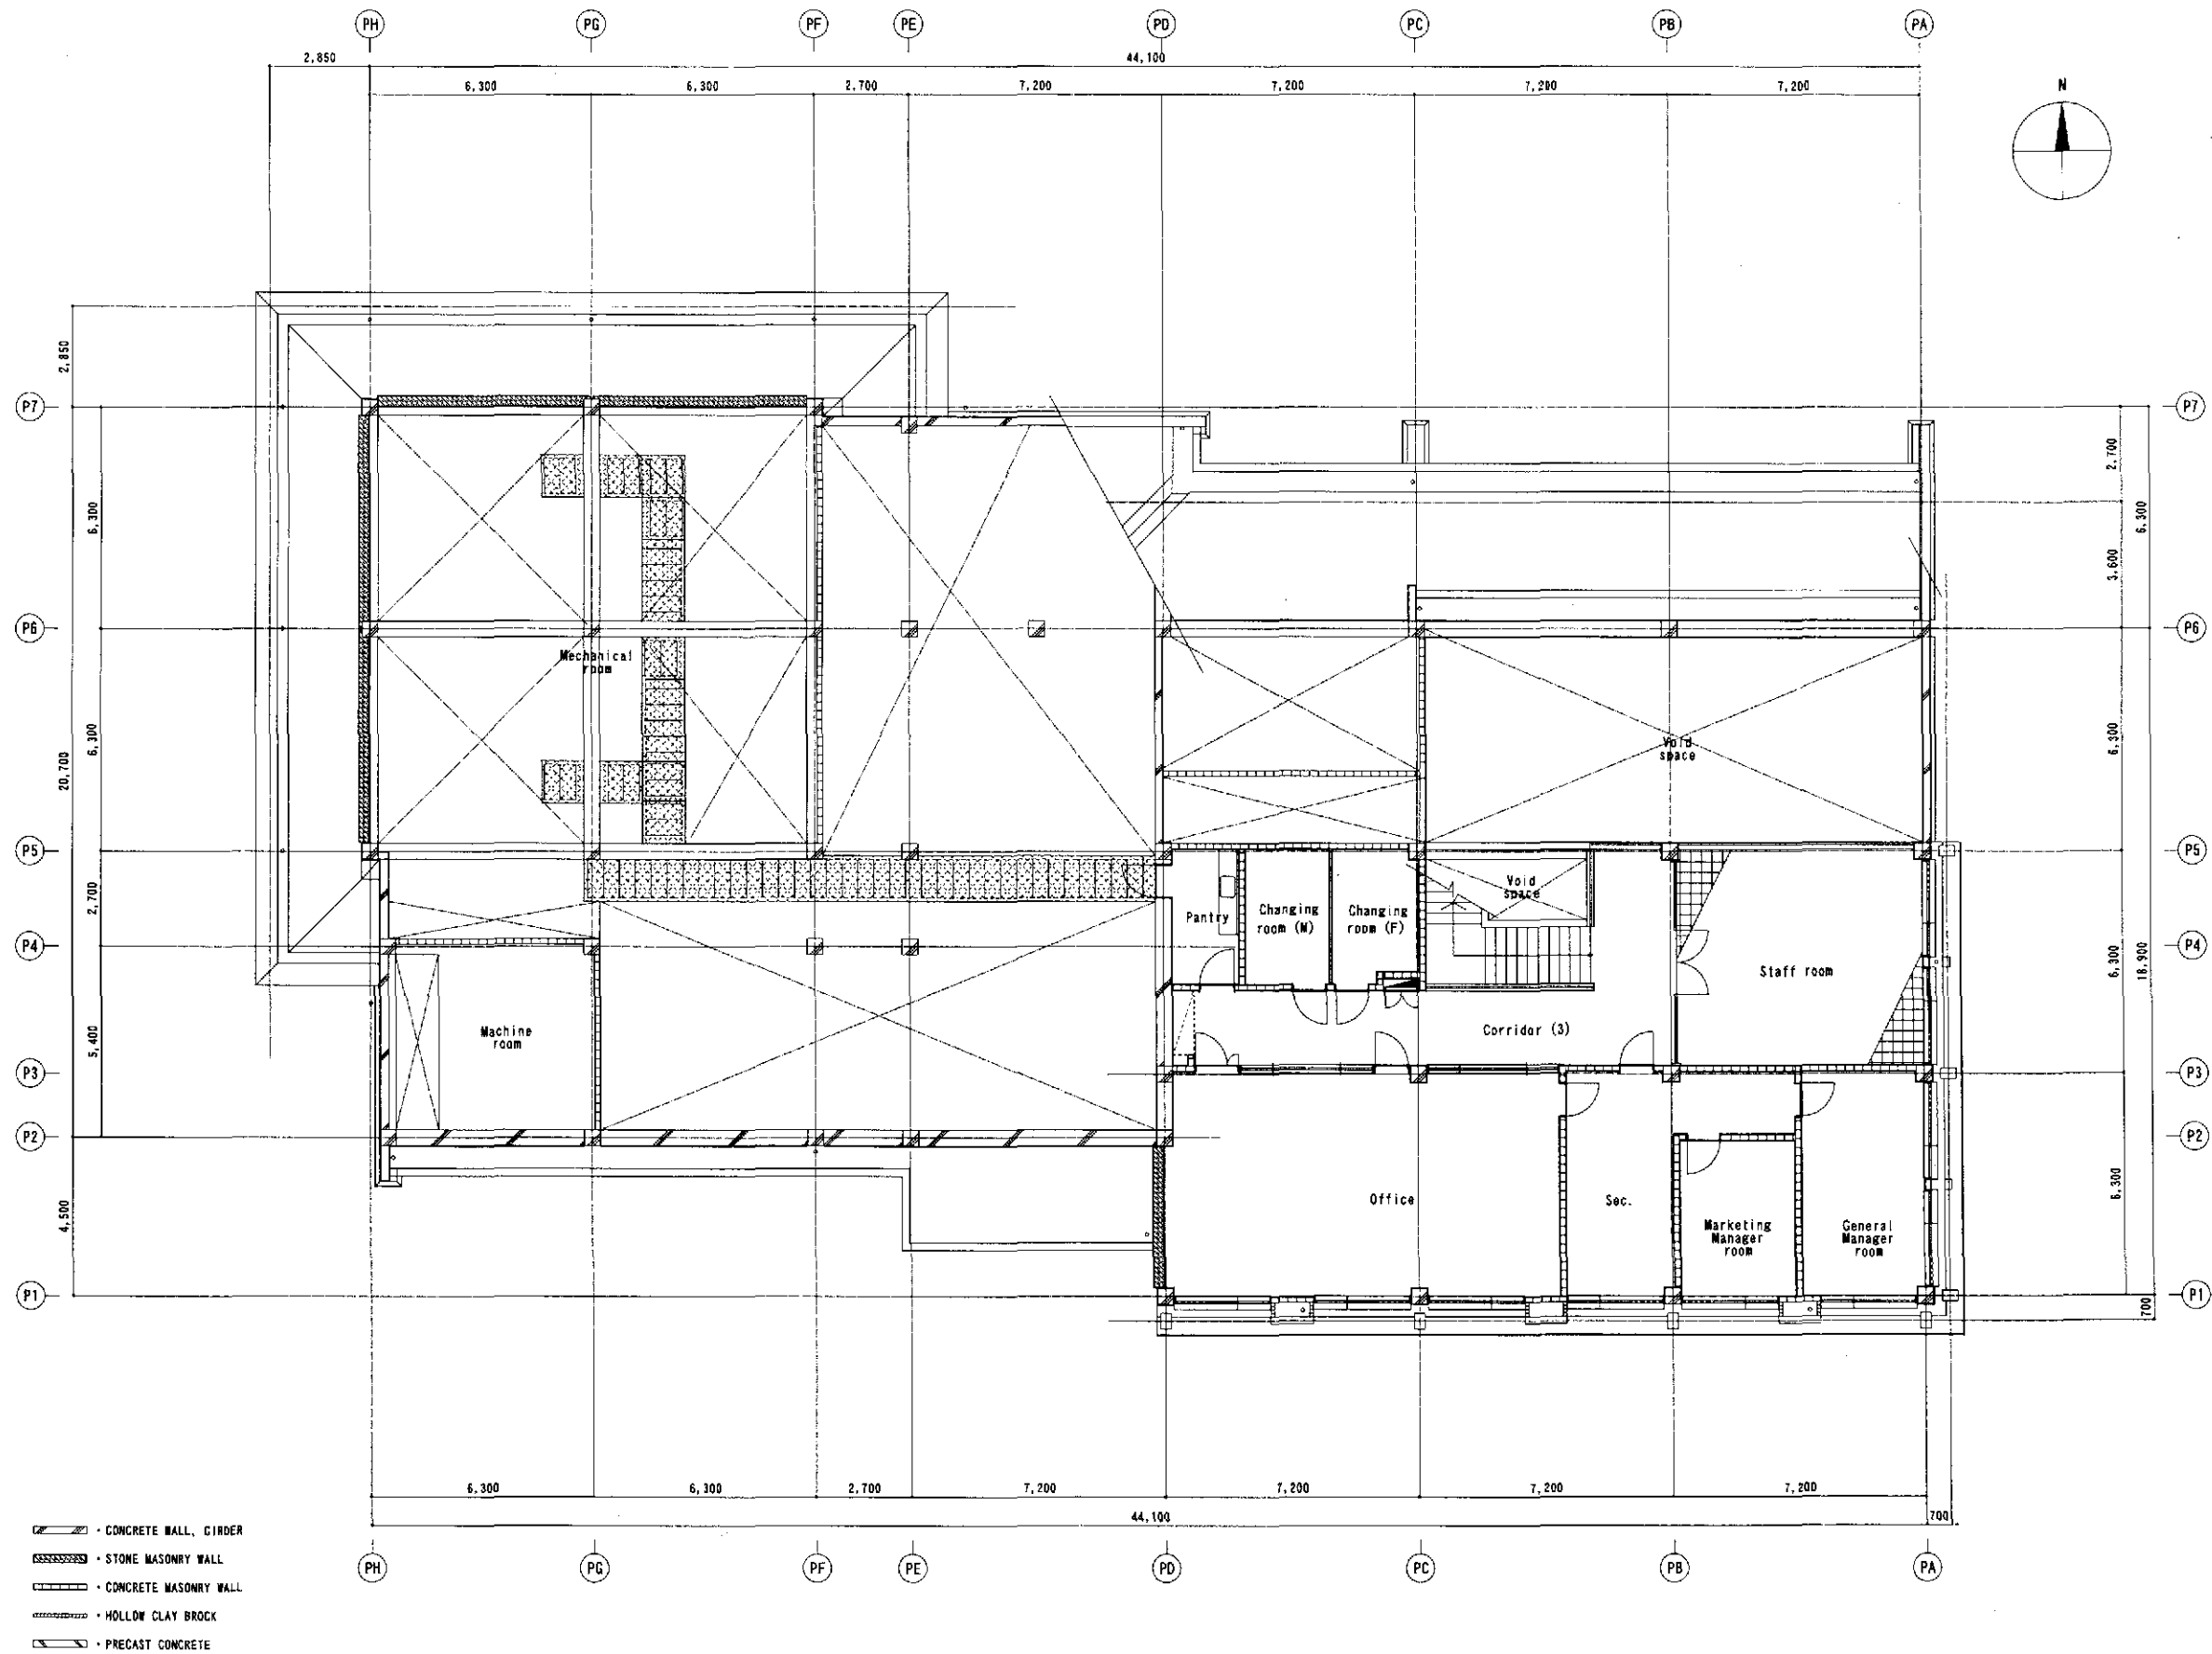 PH PG PF PE PD PC PB PA
2,850 44,100
6,300 6,300 2,700 7,200 7,200 7,200 7,200
N
2,850
P7 P7
2,700
6,300 6,300
3,600
P6 P6
Mechanical
room
6,300 6,300
20,700
Void
space
P5 P5
2,700
Void
space
Pantry
Changing
room (M)
Changing
room (F)
P4 P4
6,300 18,900
Staff room
5,400
Machine
room
Corridor (3)
P3 P3
P2 P2
4,500
6,300
Office
Sec.
Marketing
Manager
room
General
Manager
room
P1 P1
700
6,300 6,300 2,700 7,200 7,200 7,200 7,200
44,100 700
PH PG PF PE PD PC PB PA
・CONCRETE WALL, GIRDER
・STONE MASONRY WALL
・CONCRETE MASONRY WALL
・HOLLOW CLAY BROCK
・PRECAST CONCRETE